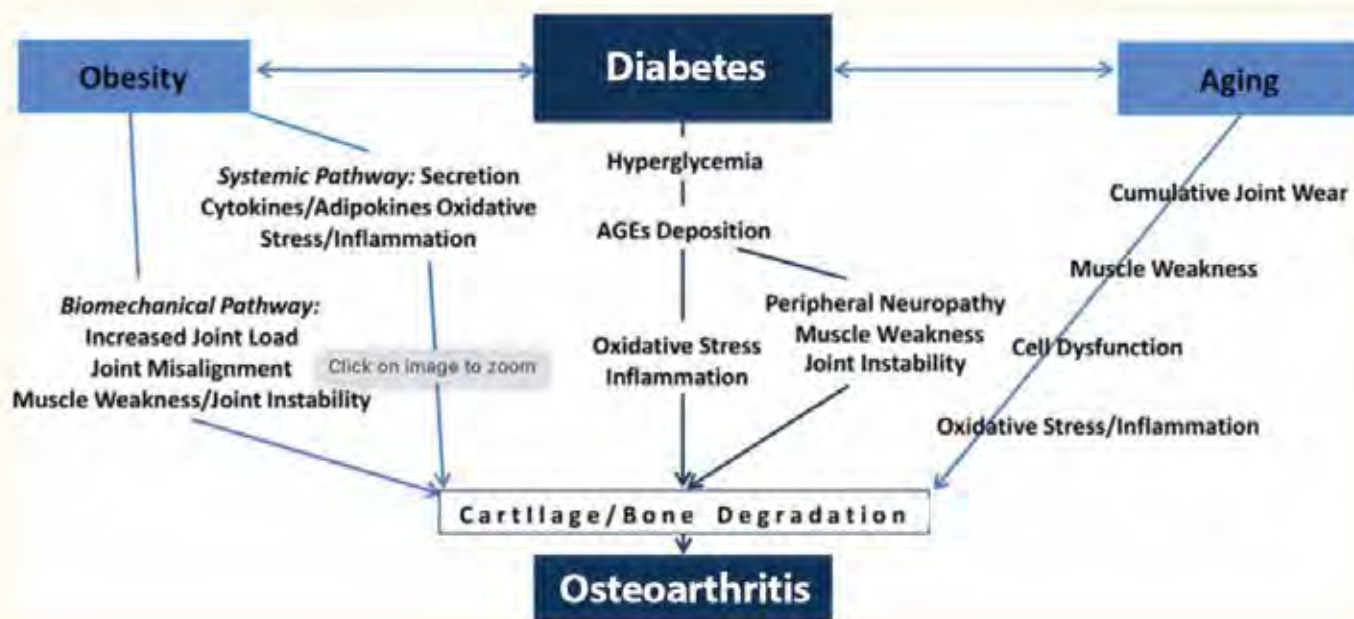 Obesity
Diabetes
Aging
Systemic Pathway: Secretion
Cytokines/Adipokines Oxidative
Stress/Inflammation
Biomechanical Pathway:
Increased Joint Load
Joint Misalignment
Muscle Weakness/Joint Instability
Click on image to zoom
Hyperglycemia
AGEs Deposition
Oxidative Stress
Inflammation
Peripheral Neuropathy
Muscle Weakness
Joint Instability
Cumulative Joint Wear
Muscle Weakness
Cell Dysfunction
Oxidative Stress/Inflammation
Cartilage/Bone Degradation
Osteoarthritis